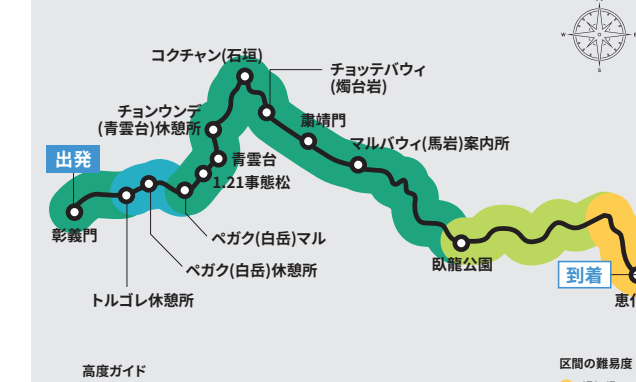 コクチャン(石垣)
チョッテバウィ
(燭台岩)
チョンウンデ
(青雲台)休憩所
粛靖門
マルバウィ(馬岩)案内所
出発
青雲台
1.21事態松
彰義門
ペガク(白岳)マル
ペガク(白岳)休憩所
トルゴレ休憩所
臥龍公園
到着
高度ガイド
区間の難易度
W
S